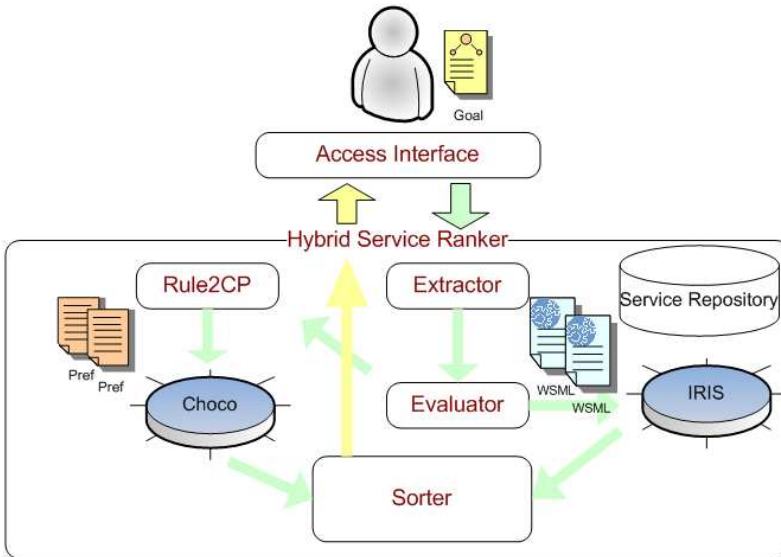 Goal
Access Interface
Hybrid Service Ranker
Rule2CP
Extractor
Service Repository
Pref
Pref
WSML
WSML
Choco
Evaluator
IRIS
Sorter